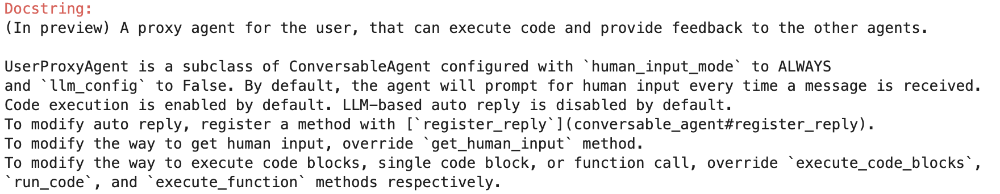 Docstring:
(In preview) A proxy agent for the user, that can execute code and provide feedback to the other agents.
UserProxyAgent is a subclass of ConversableAgent configured with `human_input_mode` to ALWAYS
and `llm_config` to False. By default, the agent will prompt for human input every time a message is received.
Code execution is enabled by default. LLM-based auto reply is disabled by default.
To modify auto reply, register a method with [`register_reply`](conversable_agent#register_reply).
To modify the way to get human input, override `get_human_input` method.
To modify the way to execute code blocks, single code block, or function call, override `execute_code_blocks`,
`run_code`, and `execute_function` methods respectively.